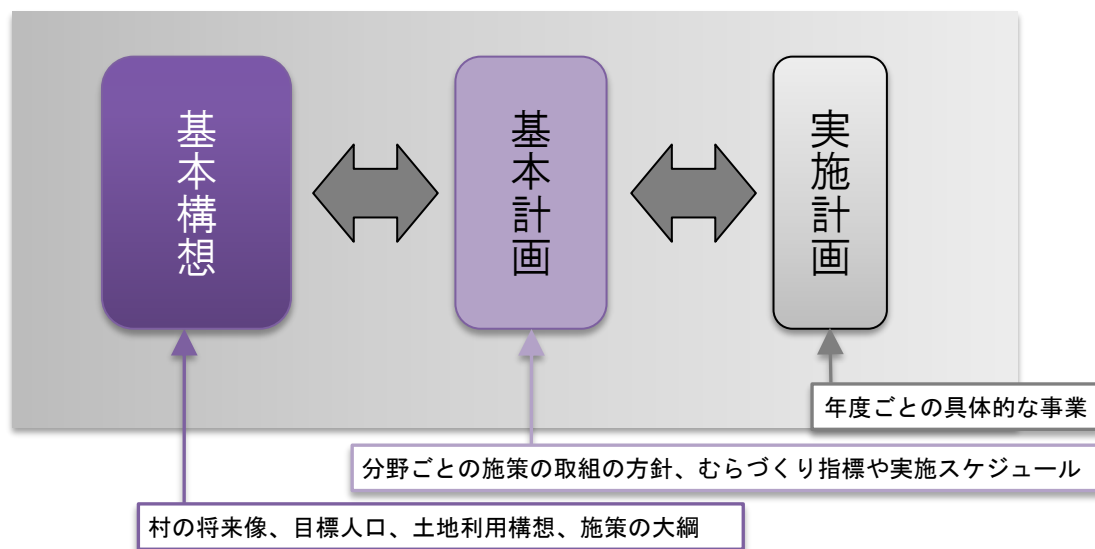 基本構想
基本計画
実施計画
年度ごとの具体的な事業
分野ごとの施策の取組の方針、むらづくり指標や実施スケジュール
村の将来像、目標人口、土地利用構想、施策の大綱